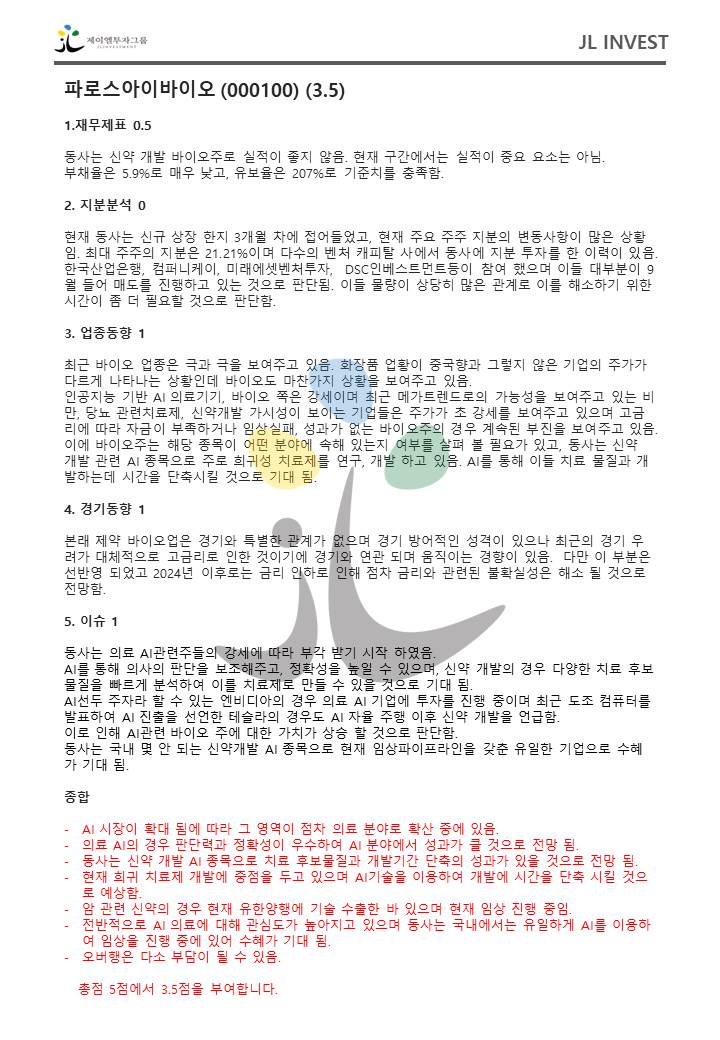 제이엘투자그룹
JL INVESTMENT
JL INVEST
파로스아이바이오 (000100) (3.5)
1.재무제표 0.5
동사는 신약 개발 바이오주로 실적이 좋지 않음. 현재 구간에서는 실적이 중요 요소는 아님.
부채율은 5.9%로 매우 낮고, 유보율은 207%로 기준치를 충족함.
2. 지분분석 0
현재 동사는 신규 상장 한지 3개월 차에 접어들었고, 현재 주요 주주 지분의 변동사항이 많은 상황
임. 최대 주주의 지분은 21.21%이며 다수의 벤처 캐피탈 사에서 동사에 지분 투자를 한 이력이 있음.
한국산업은행, 컴퍼니케이, 미래에셋벤처투자, DSC인베스트먼트등이 참여 했으며 이들 대부분이 9
월 들어 매도를 진행하고 있는 것으로 판단됨. 이들 물량이 상당히 많은 관계로 이를 해소하기 위한
시간이 좀 더 필요할 것으로 판단함.
3. 업종동향 1
최근 바이오 업종은 극과 극을 보여주고 있음. 화장품 업황이 중국향과 그렇지 않은 기업의 주가가
다르게 나타나는 상황인데 바이오도 마찬가지 상황을 보여주고 있음.
인공지능 기반 AI 의료기기, 바이오 쪽은 강세이며 최근 메가트렌드로의 가능성을 보여주고 있는 비
만, 당뇨 관련치료제, 신약개발 가시성이 보이는 기업들은 주가가 초 강세를 보여주고 있으며 고금
리에 따라 자금이 부족하거나 임상실패, 성과가 없는 바이오주의 경우 계속된 부진을 보여주고 있음.
이에 바이오주는 해당 종목이 어떤 분야에 속해 있는지 여부를 살펴 볼 필요가 있고, 동사는 신약
개발 관련 AI 종목으로 주로 희귀성 치료제를 연구, 개발 하고 있음. AI를 통해 이들 치료 물질과 개
발하는데 시간을 단축시킬 것으로 기대 됨.
4. 경기동향 1
본래 제약 바이오업은 경기와 특별한 관계가 없으며 경기 방어적인 성격이 있으나 최근의 경기 우
려가 대체적으로 고금리로 인한 것이기에 경기와 연관 되며 움직이는 경향이 있음. 다만 이 부분은
선반영 되었고 2024년 이후로는 금리 인하로 인해 점차 금리와 관련된 불확실성은 해소 될 것으로
전망함.
5. 이슈 1
동사는 의료 AI관련주들의 강세에 따라 부각 받기 시작 하였음.
AI를 통해 의사의 판단을 보조해주고, 정확성을 높일 수 있으며, 신약 개발의 경우 다양한 치료 후보
물질을 빠르게 분석하여 이를 치료제로 만들 수 있을 것으로 기대 됨.
AI선두 주자라 할 수 있는 엔비디아의 경우 의료 AI 기업에 투자를 진행 중이며 최근 도조 컴퓨터를
발표하여 AI 진출을 선언한 테슬라의 경우도 AI 자율 주행 이후 신약 개발을 언급함.
이로 인해 AI관련 바이오 주에 대한 가치가 상승 할 것으로 판단함.
동사는 국내 몇 안 되는 신약개발 AI 종목으로 현재 임상파이프라인을 갖춘 유일한 기업으로 수혜
가 기대 됨.
종합
- AI 시장이 확대 됨에 따라 그 영역이 점차 의료 분야로 확산 중에 있음.
- 의료 AI의 경우 판단력과 정확성이 우수하여 AI 분야에서 성과가 클 것으로 전망 됨.
- 동사는 신약 개발 AI 종목으로 치료 후보물질과 개발기간 단축의 성과가 있을 것으로 전망 됨.
- 현재 희귀 치료제 개발에 중점을 두고 있으며 AI기술을 이용하여 개발에 시간을 단축 시킬 것으
로 예상함.
- 암 관련 신약의 경우 현재 유한양행에 기술 수출한 바 있으며 현재 임상 진행 중임.
- 전반적으로 AI 의료에 대해 관심도가 높아지고 있으며 동사는 국내에서는 유일하게 AI를 이용하
여 임상을 진행 중에 있어 수혜가 기대 됨.
- 오버행은 다소 부담이 될 수 있음.
총점 5점에서 3.5점을 부여합니다.